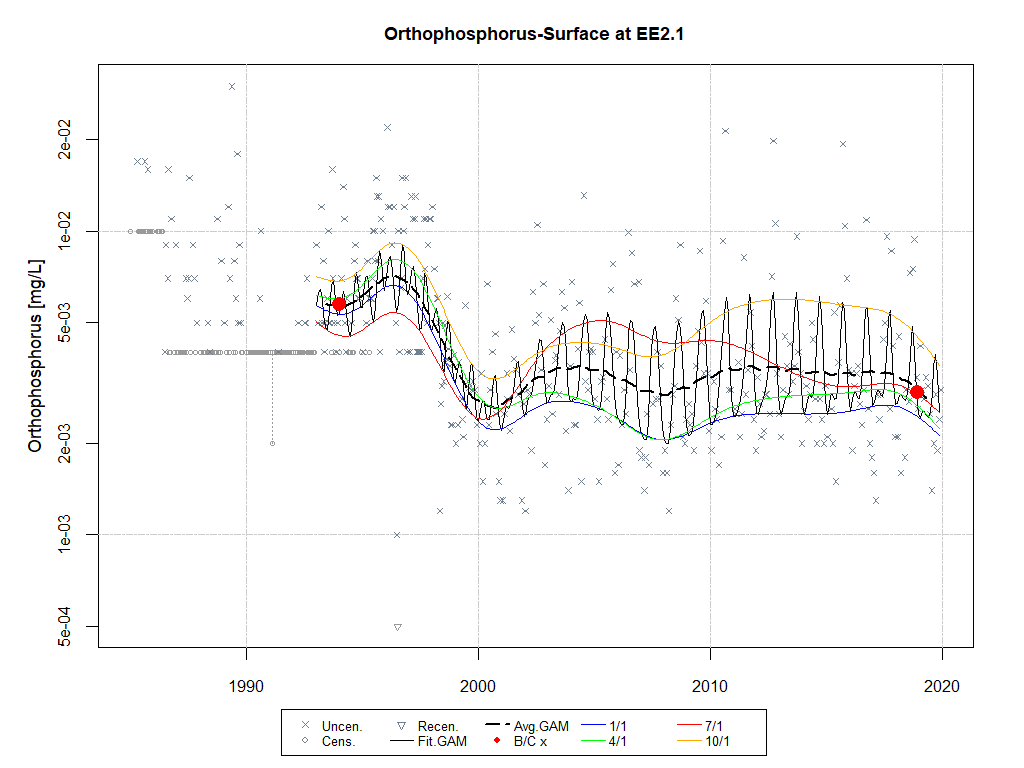 Orthophosphorus-Surface at EE2.1
Orthophosphorus [mg/L]
2e-02
1e-02
5e-03
2e-03
1e-03
5e-04
1990
2000
2010
2020
Uncen. Recen. Avg.GAM 1/1 7/1
Cens. Fit.GAM B/C x 4/1 10/1